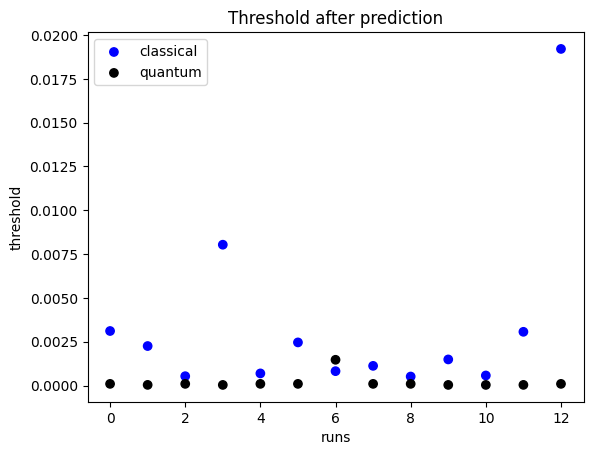 Threshold after prediction
classical
quantum
threshold
0.0200
0.0175
0.0150
0.0125
0.0100
0.0075
0.0050
0.0025
0.0000
0 2 4 6 8 10 12
runs